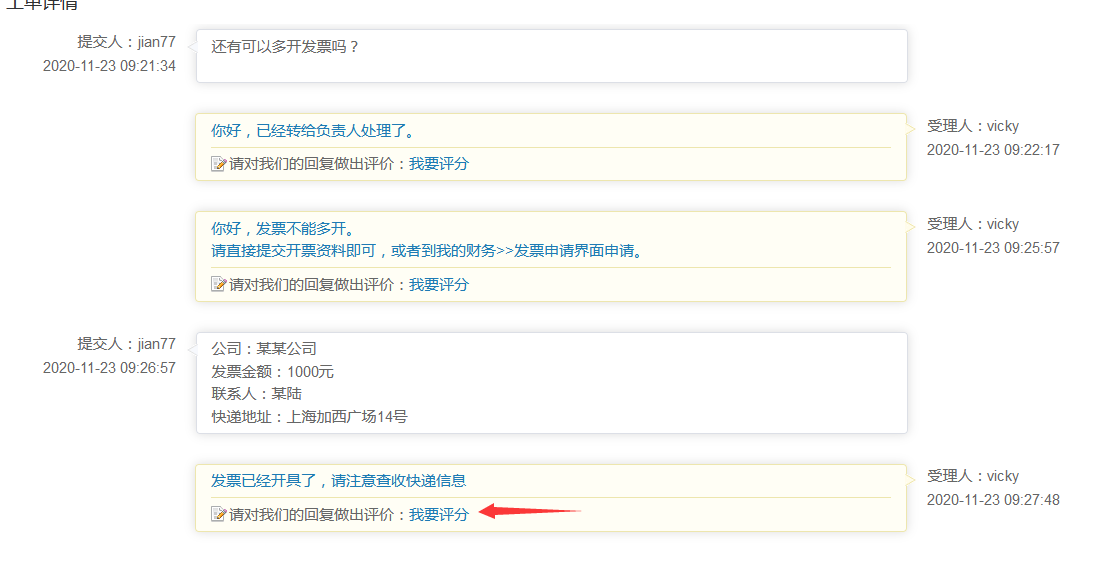 工单详情
提交人：jian77
2020-11-23 09:21:34
还有可以多开发票吗？
你好，已经转给负责人处理了。
请对我们的回复做出评价：我要评分
受理人：vicky
2020-11-23 09:22:17
你好，发票不能多开。
请直接提交开票资料即可，或者到我的财务>>发票申请界面申请。
请对我们的回复做出评价：我要评分
受理人：vicky
2020-11-23 09:25:57
提交人：jian77
2020-11-23 09:26:57
公司：某某公司
发票金额：1000元
联系人：某陆
快递地址：上海加西广场14号
发票已经开具了，请注意查收快递信息
请对我们的回复做出评价：我要评分
受理人：vicky
2020-11-23 09:27:48